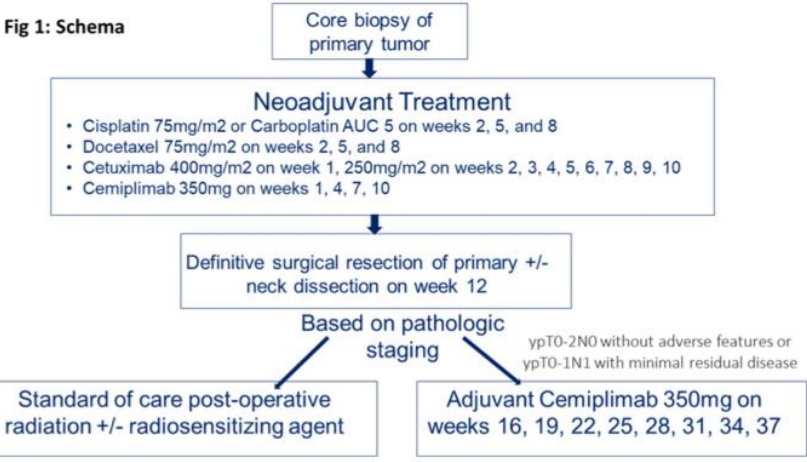 Fig 1: Schema
Core biopsy of
primary tumor
Neoadjuvant Treatment
• Cisplatin 75mg/m2 or Carboplatin AUC 5 on weeks 2, 5, and 8
• Docetaxel 75mg/m2 on weeks 2, 5, and 8
• Cetuximab 400mg/m2 on week 1, 250mg/m2 on weeks 2, 3, 4, 5, 6, 7, 8, 9, 10
• Cemiplimab 350mg on weeks 1, 4, 7, 10
Definitive surgical resection of primary +/-
neck dissection on week 12
Based on pathologic
staging
ypT0-2N0 without adverse features or
ypT0-1N1 with minimal residual disease
Standard of care post-operative
radiation +/- radiosensitizing agent
Adjuvant Cemiplimab 350mg on
weeks 16, 19, 22, 25, 28, 31, 34, 37